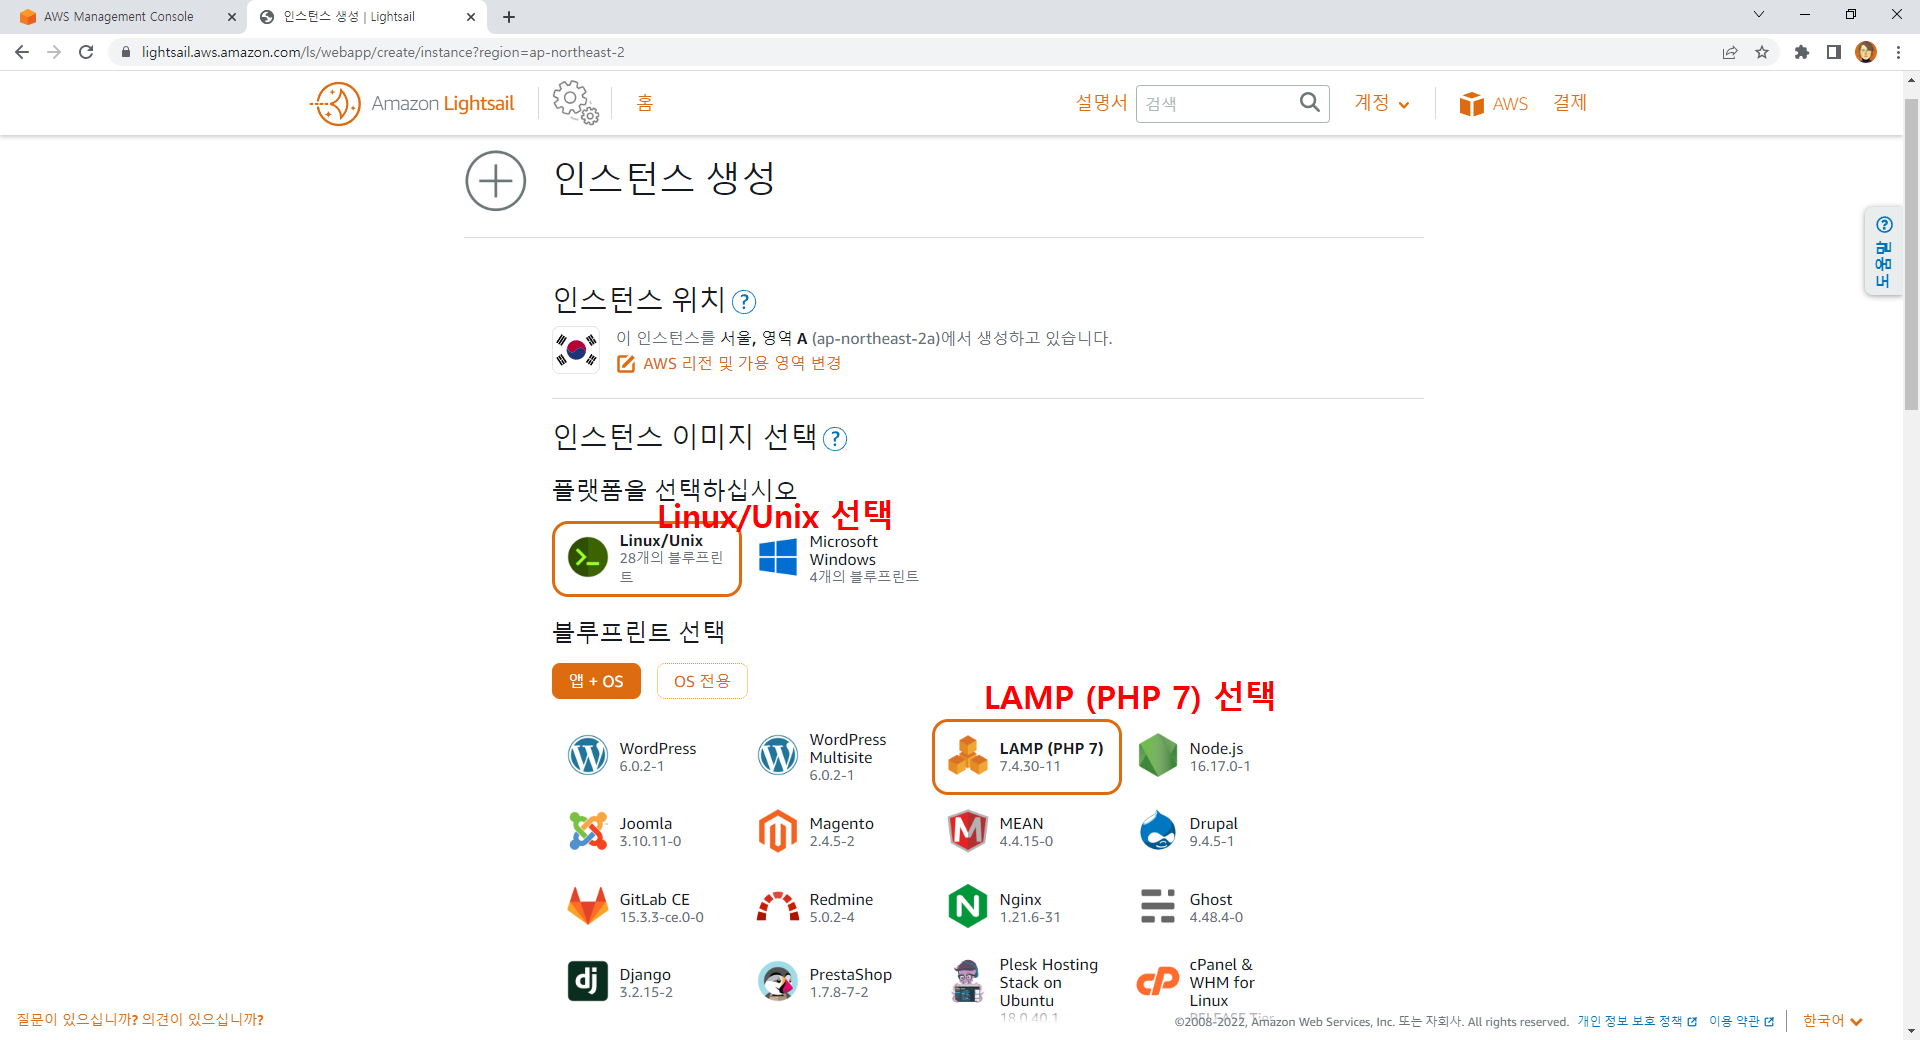 AWS Management Console
인스턴스 생성 | Lightsail
lightsail.aws.amazon.com/ls/webapp/create/instance?region=ap-northeast-2
Amazon Lightsail
홈
설명서
검색
계정
AWS
결제
인스턴스 생성
도움말
인스턴스 위치
이 인스턴스를 서울, 영역 A (ap-northeast-2a)에서 생성하고 있습니다.
AWS 리전 및 가용 영역 변경
인스턴스 이미지 선택
플랫폼을 선택하십시오
Linux/Unix 선택
Linux/Unix
28개의 블루프린
트
Microsoft
Windows
4개의 블루프린트
블루프린트 선택
앱 + OS
OS 전용
LAMP (PHP 7) 선택
WordPress
6.0.2-1
WordPress
Multisite
6.0.2-1
LAMP (PHP 7)
7.4.30-11
Node.js
16.17.0-1
Joomla
3.10.11-0
Magento
2.4.5-2
MEAN
4.4.15-0
Drupal
9.4.5-1
GitLab CE
15.3.3-ce.0-0
Redmine
5.0.2-4
Nginx
1.21.6-31
Ghost
4.48.4-0
Django
3.2.15-2
PrestaShop
1.7.8-7-2
Plesk Hosting
Stack on
Ubuntu
18.0.40.1
cPanel &
WHM for
Linux
RELEASE Tier
질문이 있으십니까? 의견이 있으십니까?
©2008-2022, Amazon Web Services, Inc. 또는 자회사. All rights reserved.
개인 정보 보호 정책
이용 약관
한국어